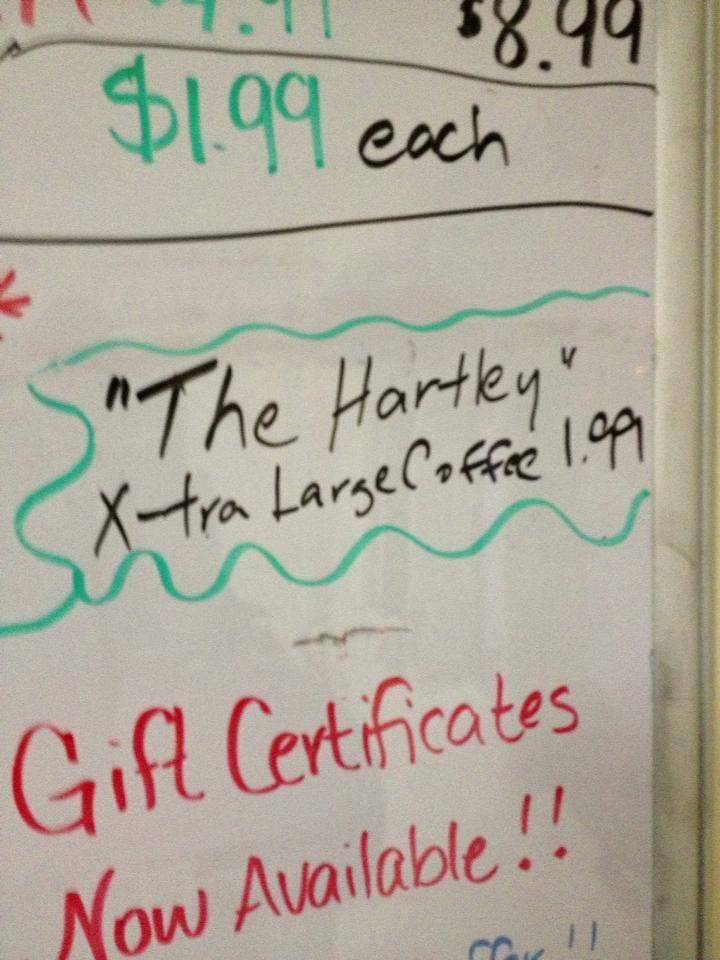 $8.99
$1.99 each
"The Hartley"
X-tra Large Coffee 1.99
Gift Certificates
Now Available!!